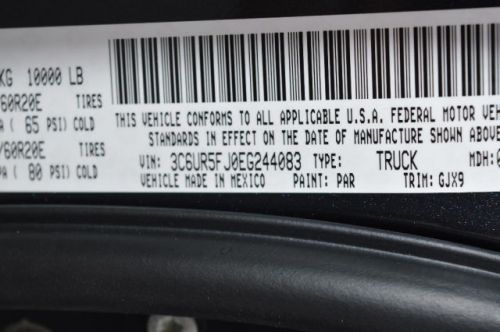 KG 10000 LB
/60R20E TIRES
A ( 65 PSI) COLD
/60R20E TIRES
PA ( 80 PSI) COLD
THIS VEHICLE CONFORMS TO ALL APPLICABLE U.S.A. FEDERAL MOTOR VEH
STANDARDS IN EFFECT ON THE DATE OF MANUFACTURE SHOWN ABOVE
VIN: 3C6UR5FJ0EG244083 TYPE: TRUCK MDH:
VEHICLE MADE IN MEXICO PAINT: PAR TRIM: GJX9